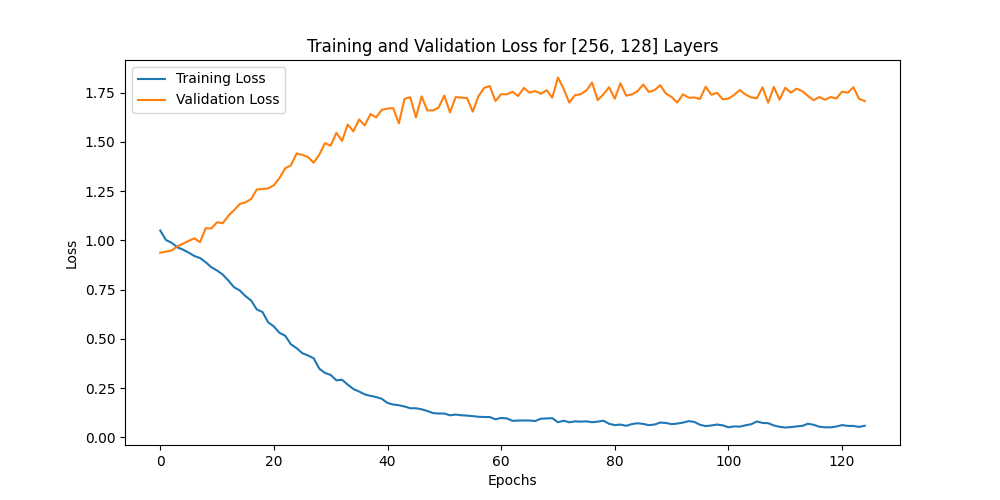 Training and Validation Loss for [256, 128] Layers
Training Loss
Validation Loss
Loss
1.75
1.50
1.25
1.00
0.75
0.50
0.25
0.00
0 20 40 60 80 100 120
Epochs